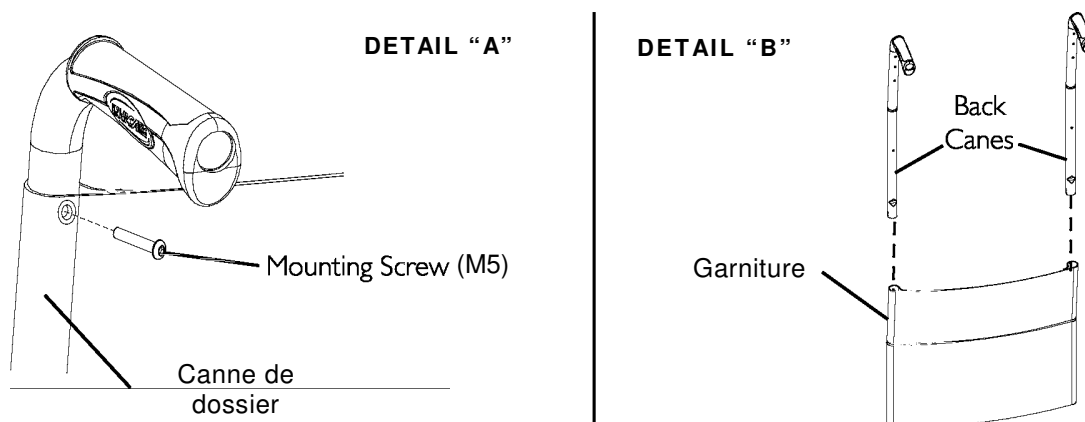 DETAIL “A”
Mounting Screw (M5)
Canne de
dossier
DETAIL “B”
Back
Canes
Garniture